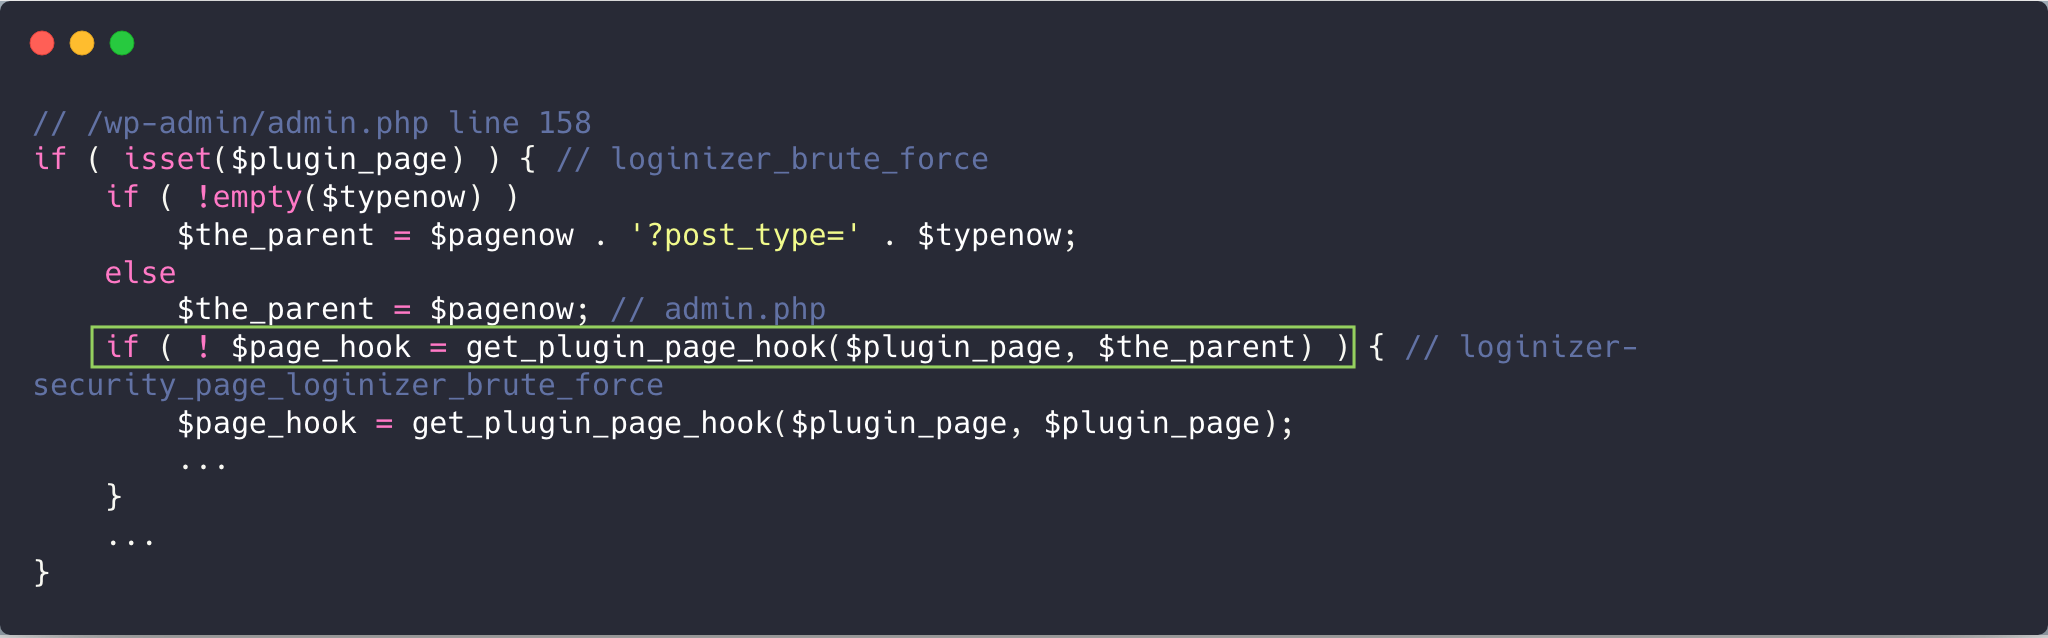 // /wp-admin/admin.php line 158
if ( isset($plugin_page) ) { // loginizer_brute_force
    if ( !empty($typenow) )
        $the_parent = $pagenow . '?post_type=' . $typenow;
    else
        $the_parent = $pagenow; // admin.php
    if ( ! $page_hook = get_plugin_page_hook($plugin_page, $the_parent) ) { // loginizer-
security_page_loginizer_brute_force
        $page_hook = get_plugin_page_hook($plugin_page, $plugin_page);
        ...
    }
    ...
}